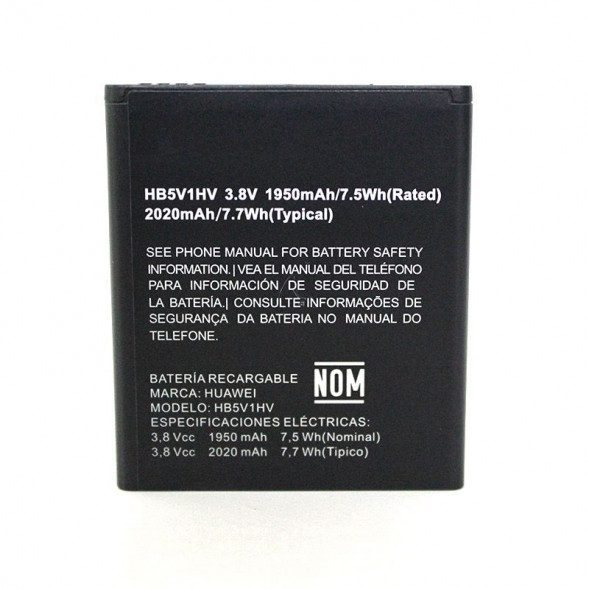 HB5V1HV 3.8V 1950mAh/7.5Wh(Rated)
2020mAh/7.7Wh(Typical)
SEE PHONE MANUAL FOR BATTERY SAFETY
INFORMATION.| VEA EL MANUAL DEL TELÉFONO
PARA INFORMACIÓN DE SEGURIDAD DE
LA BATERÍA.| CONSULTE INFORMAÇÕES DE
SEGURANÇA DA BATERIA NO MANUAL DO
TELEFONE.
BATERÍA RECARGABLE
MARCA: HUAWEI
MODELO: HB5V1HV
NOM
ESPECIFICACIONES ELÉCTRICAS:
3,8 Vcc 1950 mAh 7,5 Wh(Nominal)
3,8 Vcc 2020 mAh 7,7 Wh(Tipico)